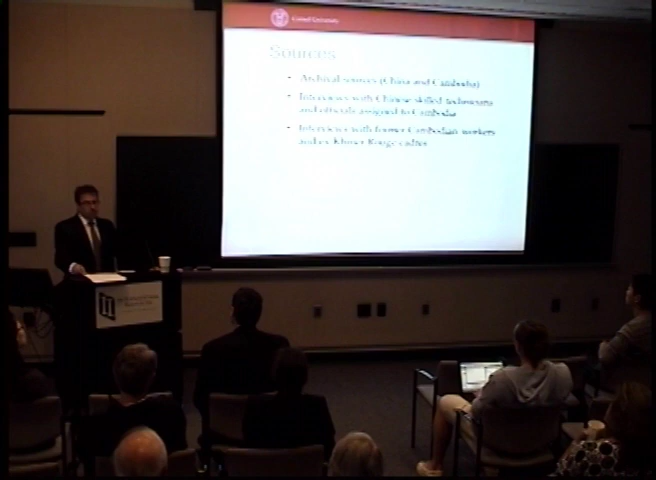 Cornell University
Sources
Archival sources (China and Cambodia)
Interviews with Chinese skilled technicians
and officials assigned to Cambodia
Interviews with former Cambodian workers
and ex-Khmer Rouge cadres